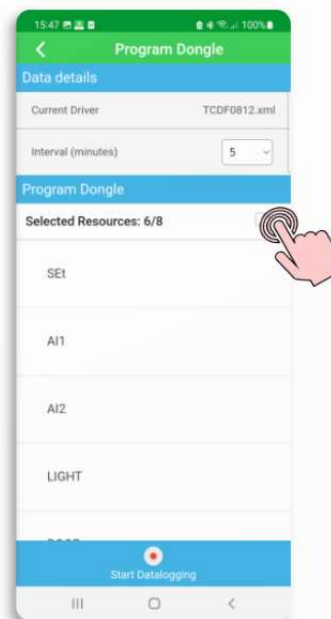 15:47 100%
Program Dongle
Data details
Current Driver TCDF0812.xml
Interval (minutes) 5
Program Dongle
Selected Resources: 6/8
SEt
AI1
AI2
LIGHT
Start Datalogging